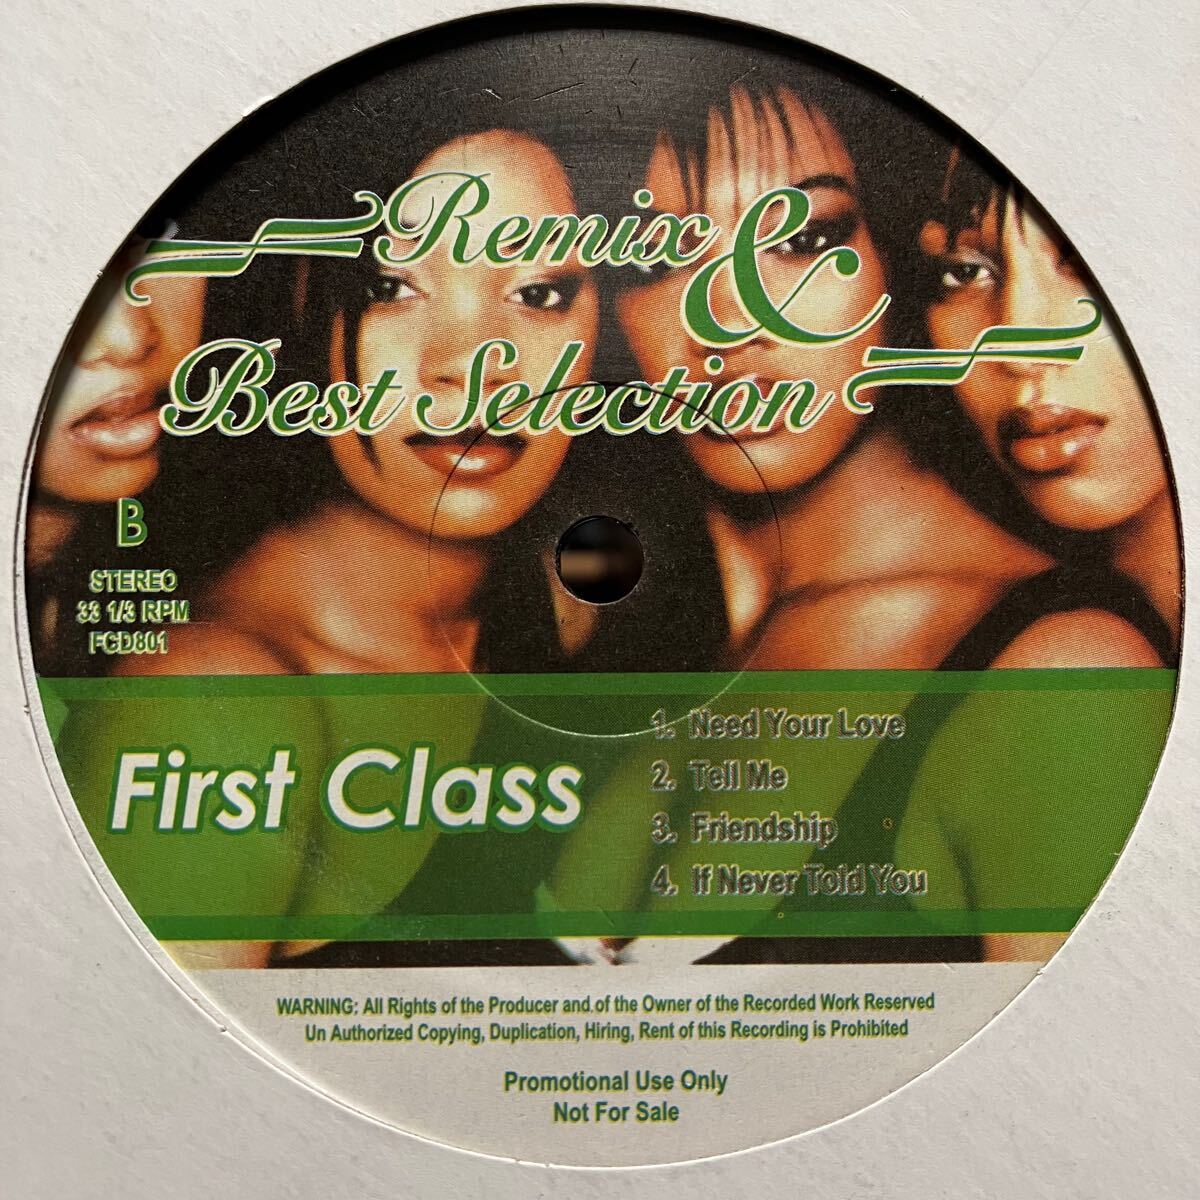 Remix &
Best Selection
B
STEREO
33 1/3 RPM
FCD801
First Class
1. Need Your Love
2. Tell Me
3. Friendship
4. If Never Told You
WARNING: All Rights of the Producer and of the Owner of the Recorded Work Reserved
Un Authorized Copying, Duplication, Hiring, Rent of this Recording is Prohibited
Promotional Use Only
Not For Sale